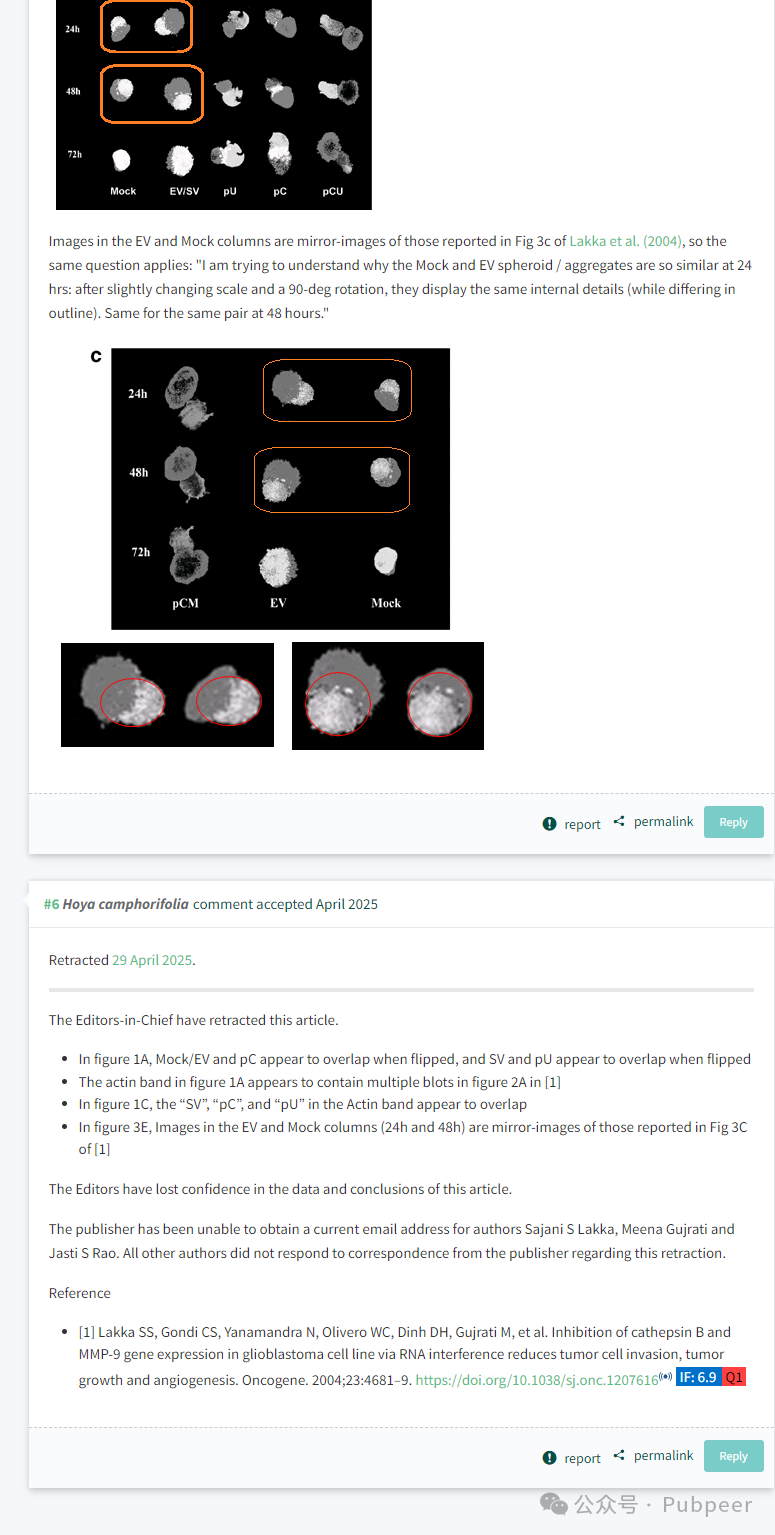 24h
48h
72h
Mock EV/SV pU pC pCU
Images in the EV and Mock columns are mirror-images of those reported in Fig 3c of Lakka et al. (2004), so the
same question applies: "I am trying to understand why the Mock and EV spheroid / aggregates are so similar at 24
hrs: after slightly changing scale and a 90-deg rotation, they display the same internal details (while differing in
outline). Same for the same pair at 48 hours."
C
24h
48h
72h
pCM EV Mock
report permalink Reply
#6 Hoya camphorifolia comment accepted April 2025
Retracted 29 April 2025.
The Editors-in-Chief have retracted this article.
• In figure 1A, Mock/EV and pC appear to overlap when flipped, and SV and pU appear to overlap when flipped
• The actin band in figure 1A appears to contain multiple blots in figure 2A in [1]
• In figure 1C, the “SV”, “pC”, and “pU” in the Actin band appear to overlap
• In figure 3E, Images in the EV and Mock columns (24h and 48h) are mirror-images of those reported in Fig 3C
of [1]
The Editors have lost confidence in the data and conclusions of this article.
The publisher has been unable to obtain a current email address for authors Sajani S Lakka, Meena Gujrati and
Jasti S Rao. All other authors did not respond to correspondence from the publisher regarding this retraction.
Reference
• [1] Lakka SS, Gondi CS, Yanamandra N, Olivero WC, Dinh DH, Gujrati M, et al. Inhibition of cathepsin B and
MMP-9 gene expression in glioblastoma cell line via RNA interference reduces tumor cell invasion, tumor
growth and angiogenesis. Oncogene. 2004;23:4681–9. https://doi.org/10.1038/sj.onc.1207616 IF: 6.9 Q1
report permalink Reply
公众号 · Pubpeer